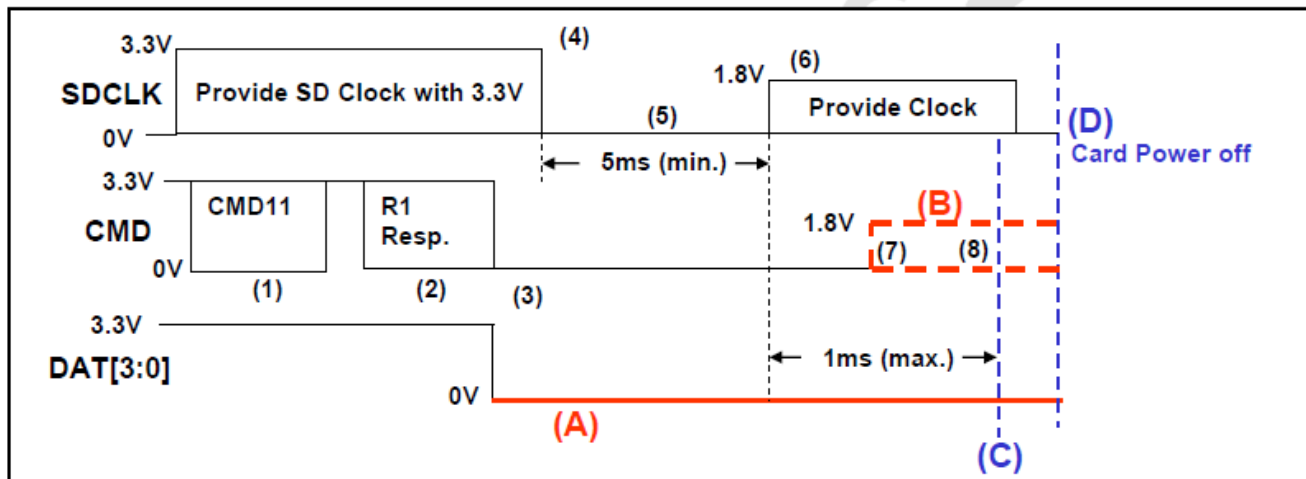 3.3V
(4)
SDCLK
Provide SD Clock with 3.3V
1.8V
(6)
Provide Clock
0V
(5)
(D)
Card Power off
5ms (min.)
3.3V
CMD11
R1
Resp.
CMD
1.8V
(B)
(7)
(8)
0V
(1)
(2)
(3)
3.3V
DAT[3:0]
1ms (max.)
0V
(A)
(C)